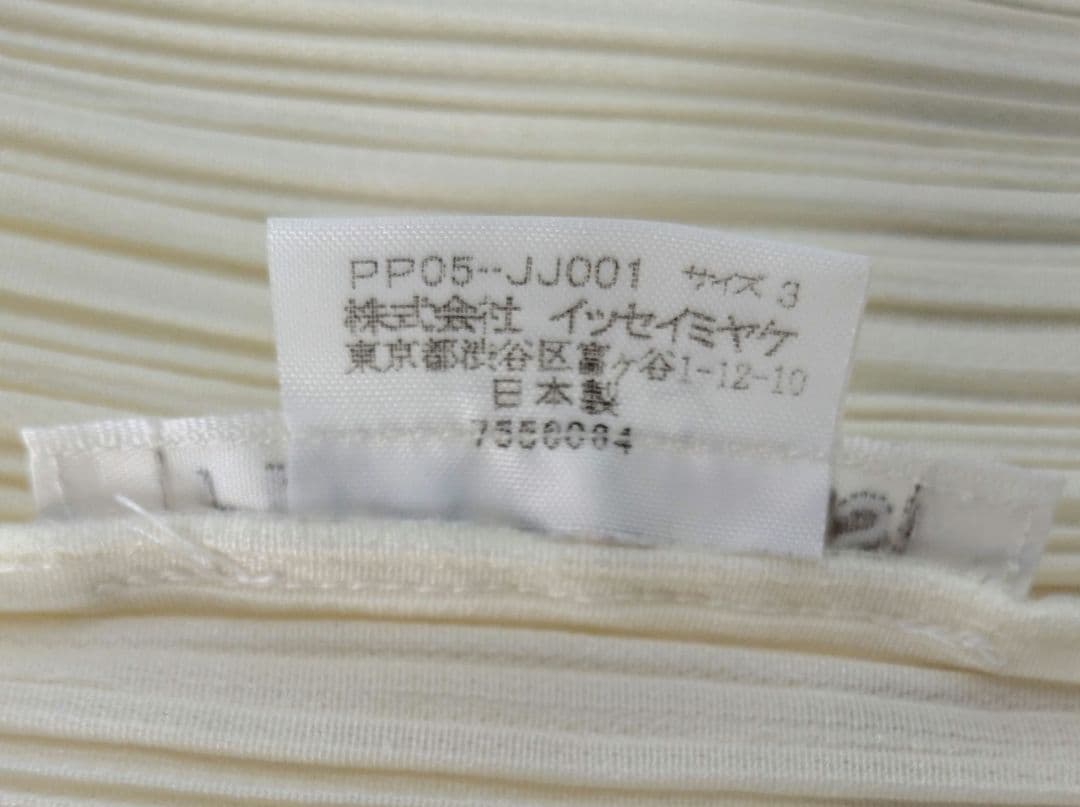 PP05-JJ001 サイズ 3
株式会社 イッセイミヤケ
東京都渋谷区富ヶ谷1-12-10
日本製